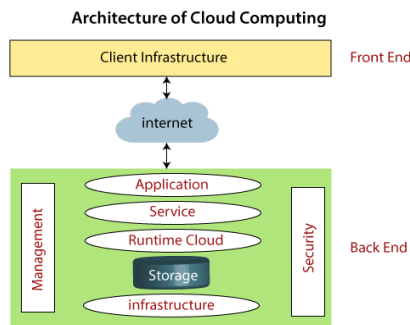 Architecture of Cloud Computing
Client Infrastructure
Front End
internet
Application
Service
Runtime Cloud
Storage
infrastructure
Management
Security
Back End